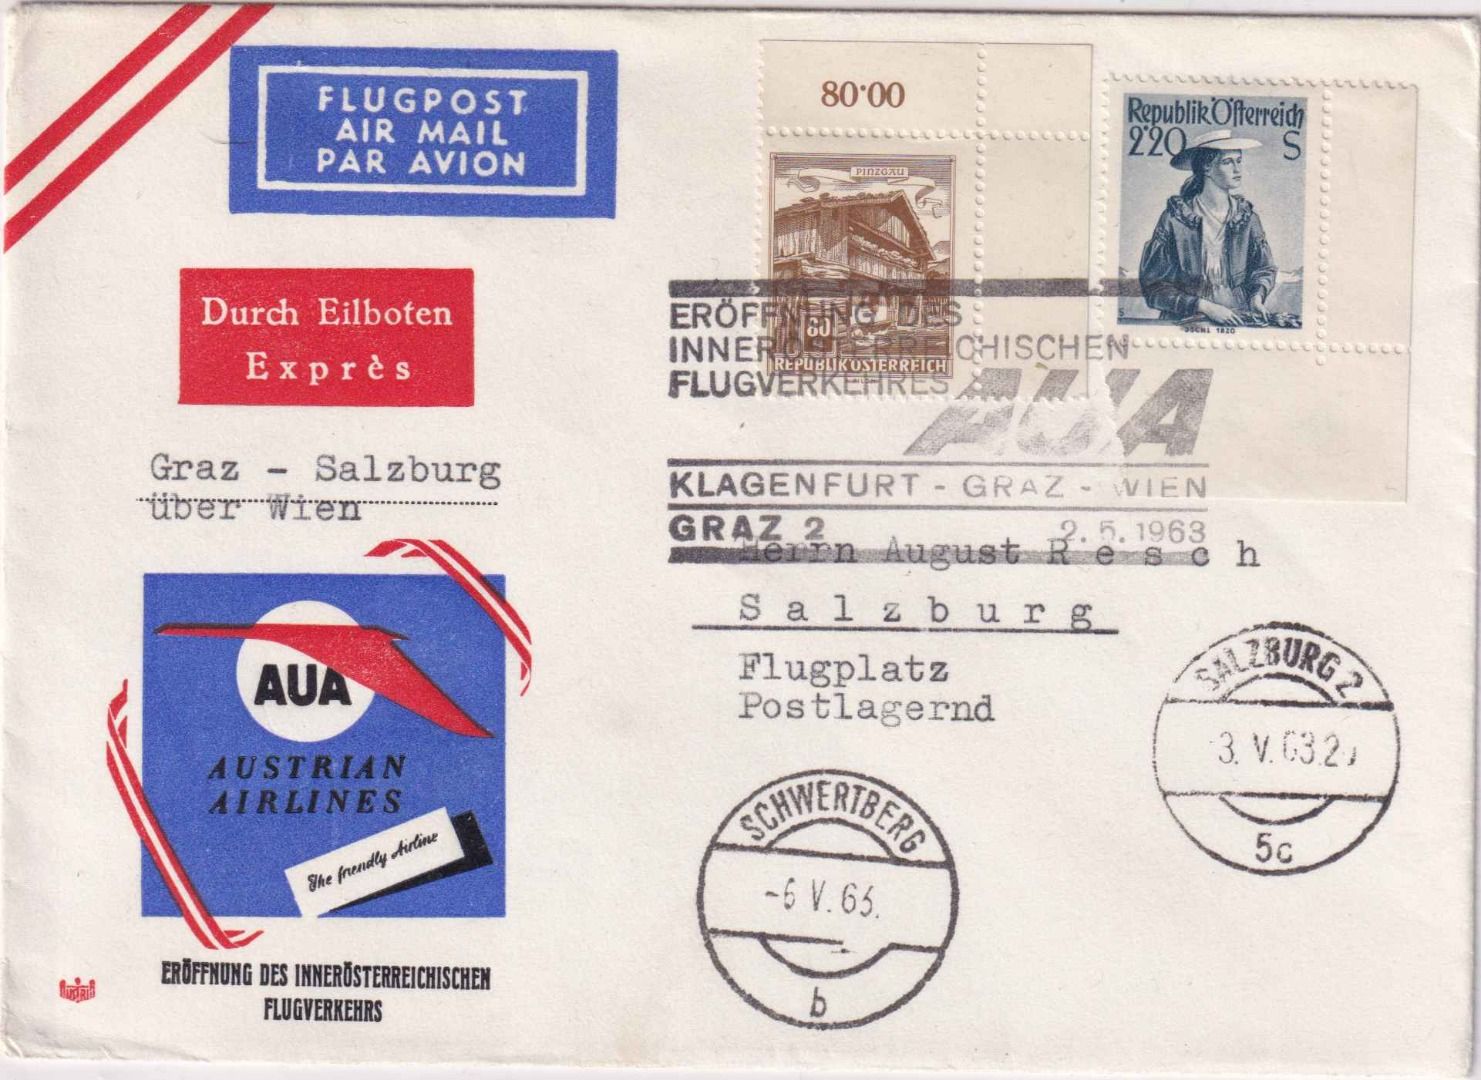 FLUGPOST
AIR MAIL
PAR AVION
80·00
PINZGAU
80
REPUBLIK ÖSTERREICH
Republik Österreich
2·20
S
ISCHL 1820
Durch Eilboten
Exprès
Graz - Salzburg
über Wien
ERÖFFNUNG DES
INNERÖSTERREICHISCHEN
FLUGVERKEHRES
AUA
KLAGENFURT - GRAZ - WIEN
GRAZ 2 2.5.1963
Herrn August Resch
Salzburg
Flugplatz
Postlagernd
AUA
AUSTRIAN
AIRLINES
The friendly Airline
ERÖFFNUNG DES INNERÖSTERREICHISCHEN
FLUGVERKEHRS
AUSTRIA
SCHWERTBERG
-6 V. 63.
b
SALZBURG 2
3. V. 63.
5c